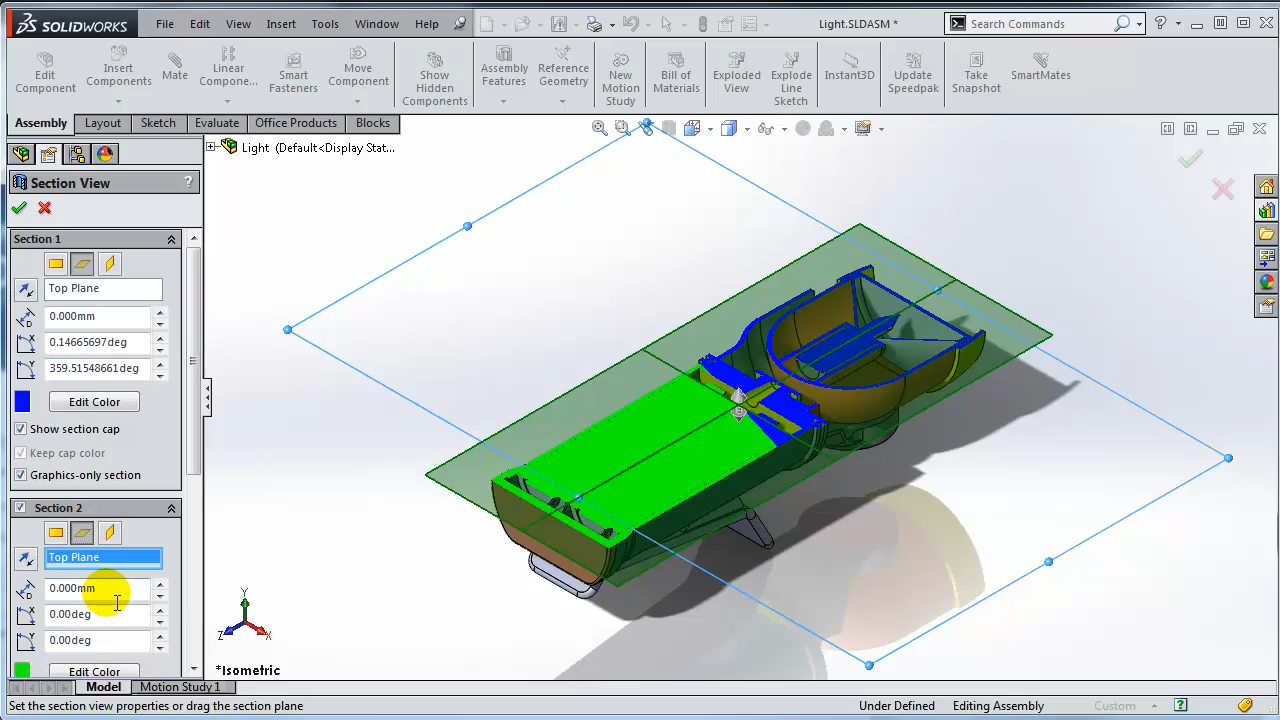 SOLIDWORKS
File Edit View Insert Tools Window Help
Light.SLDASM *
Search Commands
?
Edit Component
Insert Components
Mate
Linear Compone...
Smart Fasteners
Move Component
Show Hidden Components
Assembly Features
Reference Geometry
New Motion Study
Bill of Materials
Exploded View
Explode Line Sketch
Instant3D
Update Speedpak
Take Snapshot
SmartMates
Assembly Layout Sketch Evaluate Office Products Blocks
Light (Default<Display Stat...
Section View ?
Section 1
Top Plane
0.000mm
0.14665697deg
359.51548661deg
Edit Color
Show section cap
Keep cap color
Graphics-only section
Section 2
Top Plane
0.000mm
0.00deg
0.00deg
Edit Color
Y
Z X
*Isometric
Model Motion Study 1
Set the section view properties or drag the section plane
Under Defined Editing Assembly Custom ?